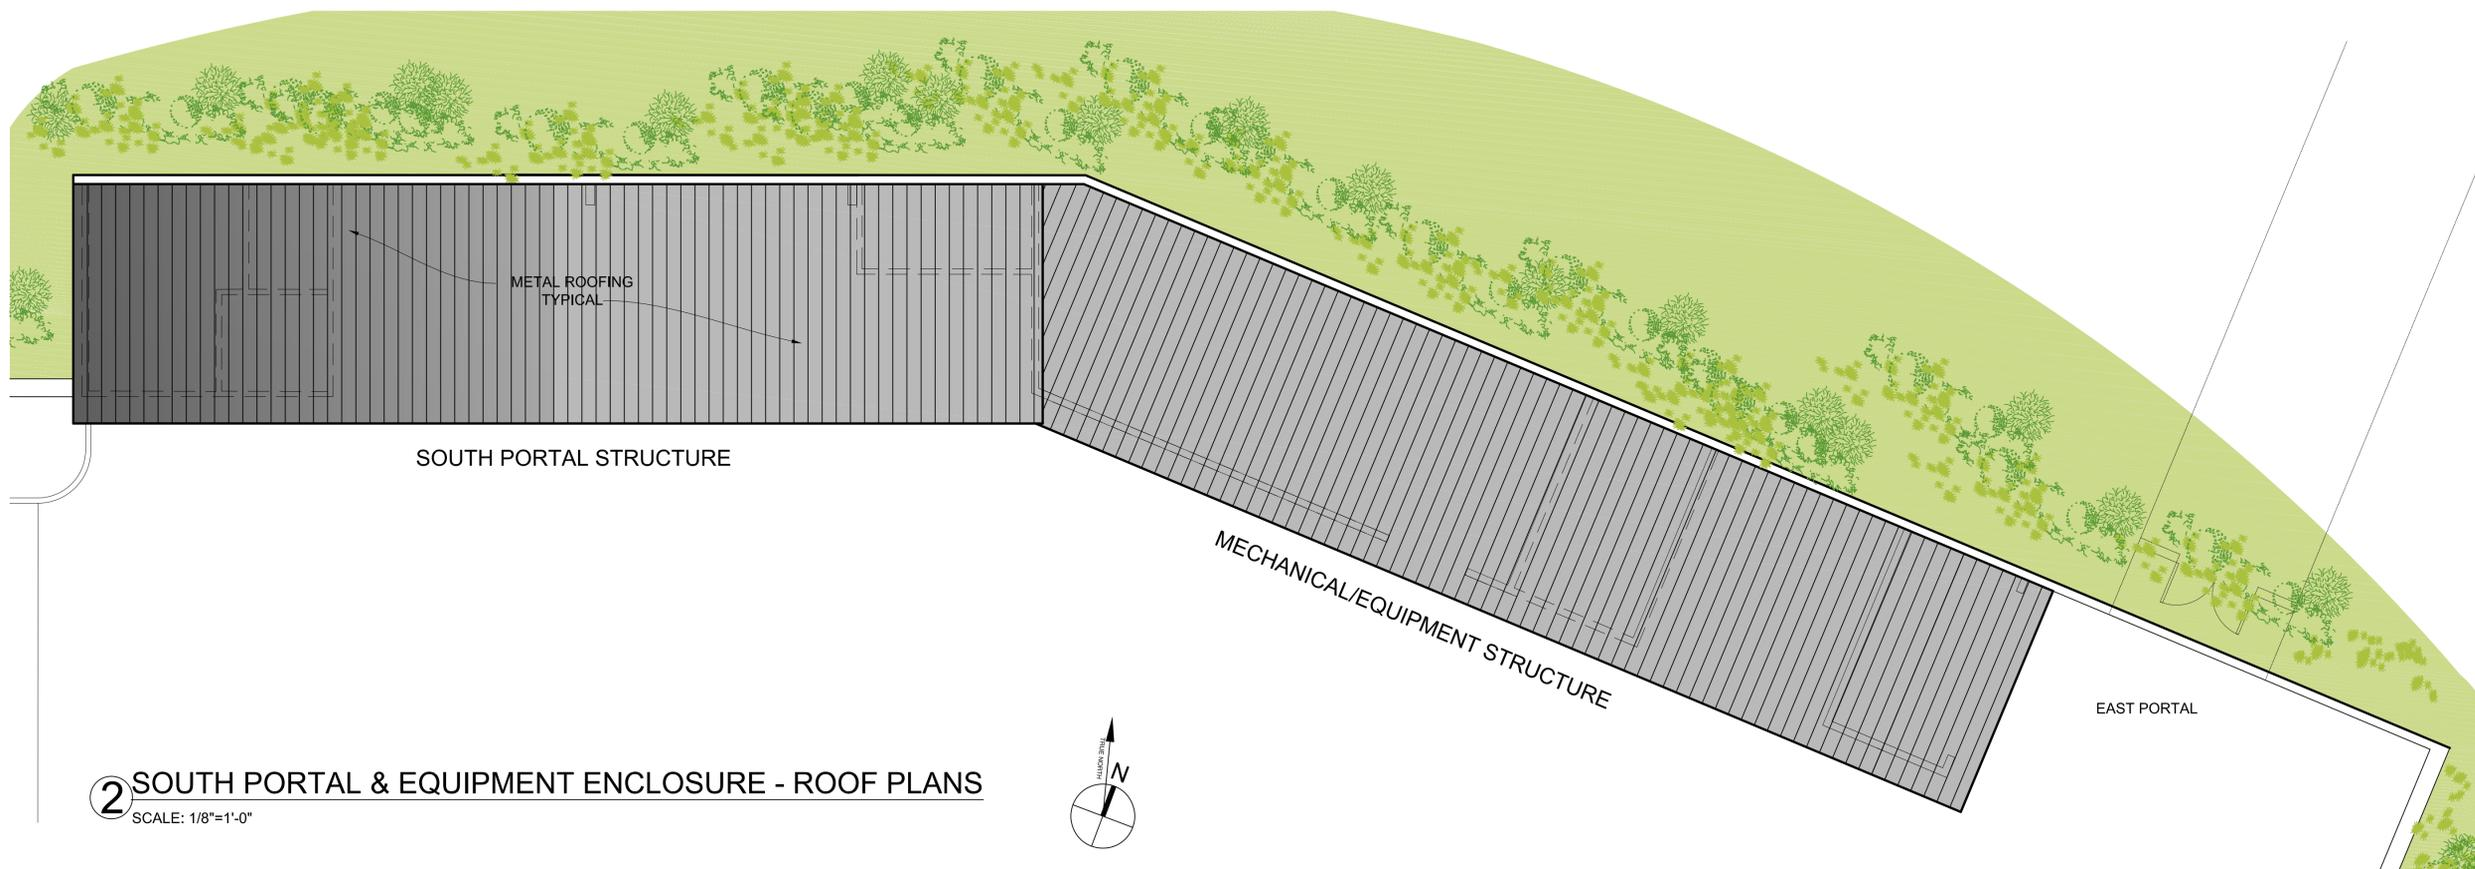 METAL ROOFING
TYPICAL
SOUTH PORTAL STRUCTURE
MECHANICAL/EQUIPMENT STRUCTURE
EAST PORTAL
TRUE NORTH
N
2
SOUTH PORTAL & EQUIPMENT ENCLOSURE - ROOF PLANS
SCALE: 1/8"=1'-0"